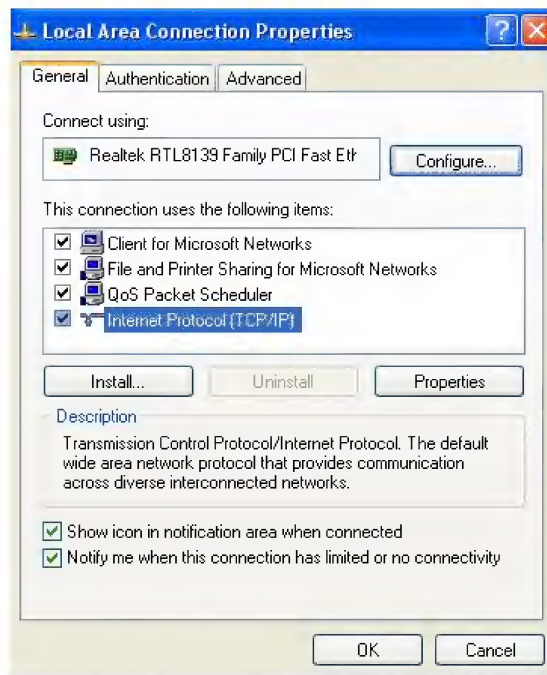 Local Area Connection Properties
General Authentication Advanced
Connect using:
Realtek RTL8139 Family PCI Fast Eth
Configure...
This connection uses the following items:
Client for Microsoft Networks
File and Printer Sharing for Microsoft Networks
QoS Packet Scheduler
Internet Protocol (TCP/IP)
Install... Uninstall Properties
Description
Transmission Control Protocol/Internet Protocol. The default
wide area network protocol that provides communication
across diverse interconnected networks.
Show icon in notification area when connected
Notify me when this connection has limited or no connectivity
OK Cancel